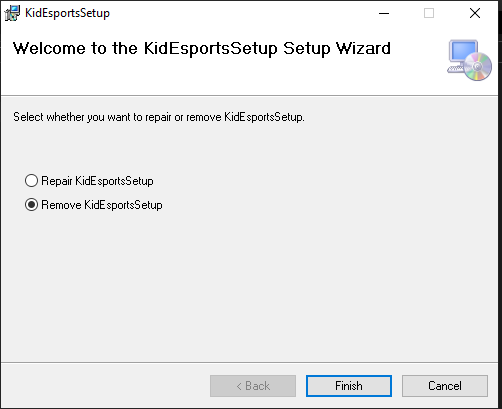 KidEsportsSetup
Welcome to the KidEsportsSetup Setup Wizard
Select whether you want to repair or remove KidEsportsSetup.
Repair KidEsportsSetup
Remove KidEsportsSetup
< Back
Finish
Cancel